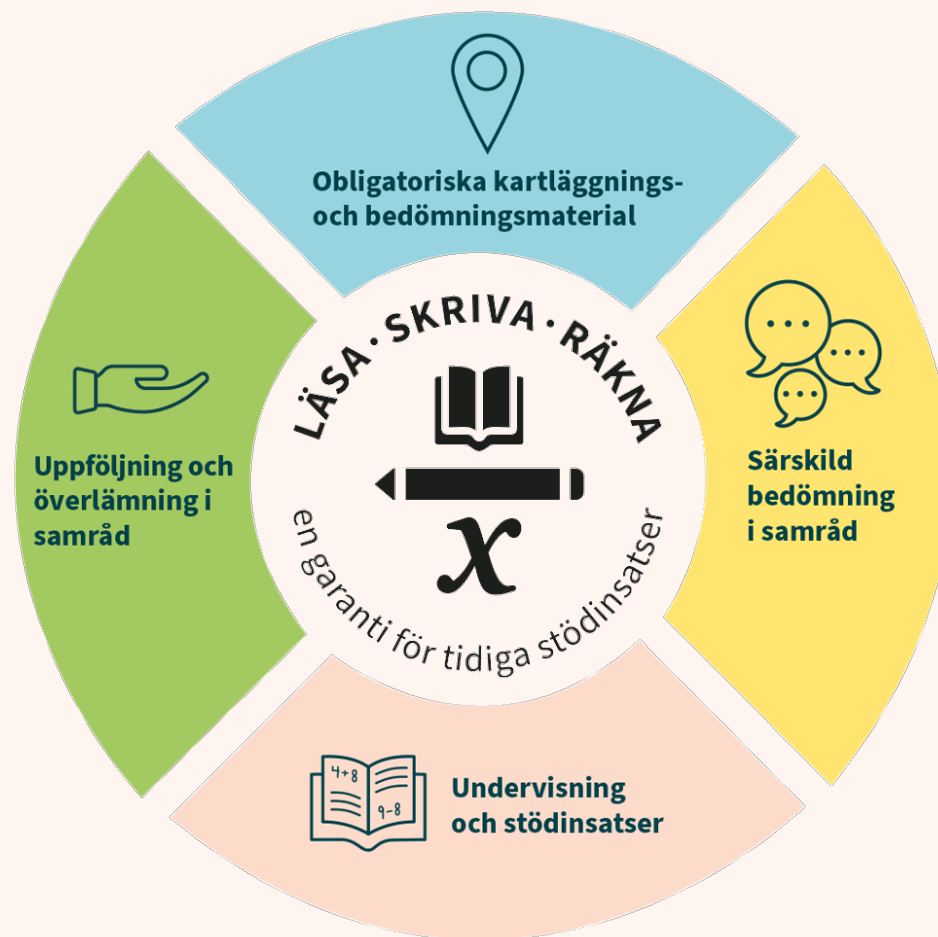 Obligatoriska kartläggnings-
och bedömningsmaterial
LÄSA · SKRIVA · RÄKNA
x
en garanti för tidiga stödinsatser
Särskild
bedömning
i samråd
4+8
9-8
Undervisning
och stödinsatser
Uppföljning och
överlämning i
samråd